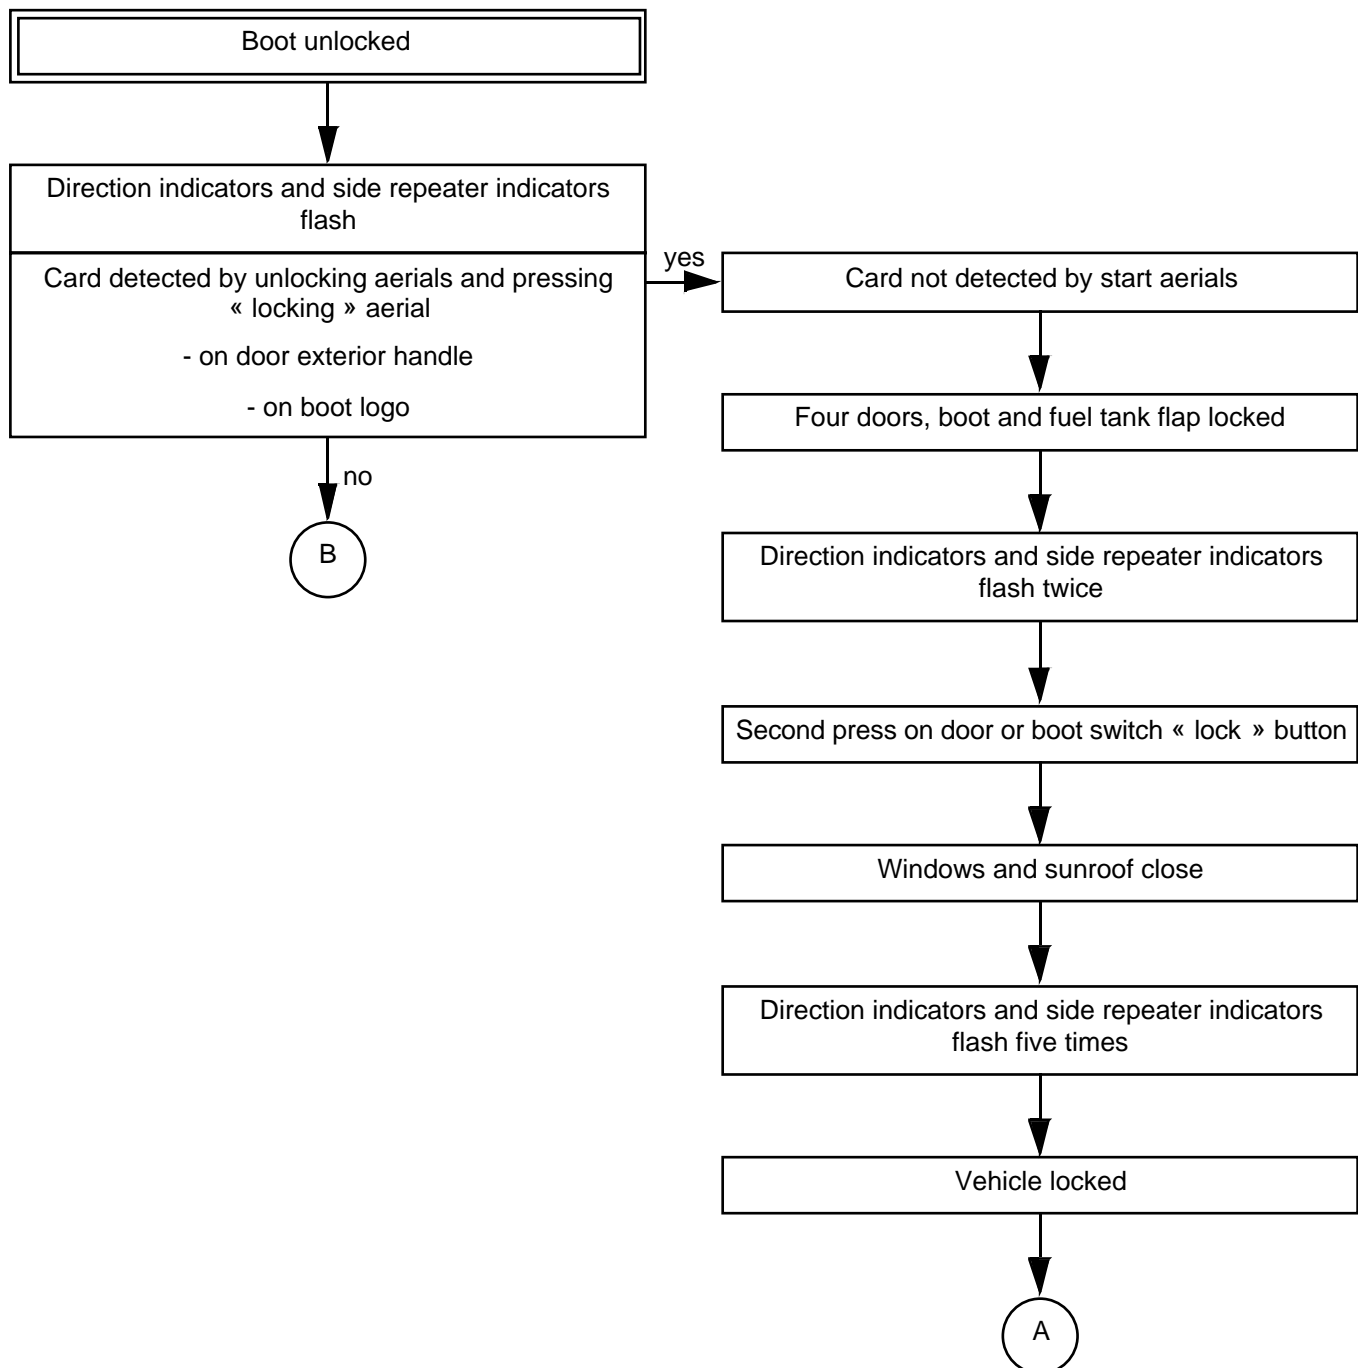 Boot unlocked
Direction indicators and side repeater indicators
flash
Card detected by unlocking aerials and pressing
« locking » aerial
- on door exterior handle
- on boot logo
no
B
yes
Card not detected by start aerials
Four doors, boot and fuel tank flap locked
Direction indicators and side repeater indicators
flash twice
Second press on door or boot switch « lock » button
Windows and sunroof close
Direction indicators and side repeater indicators
flash five times
Vehicle locked
A